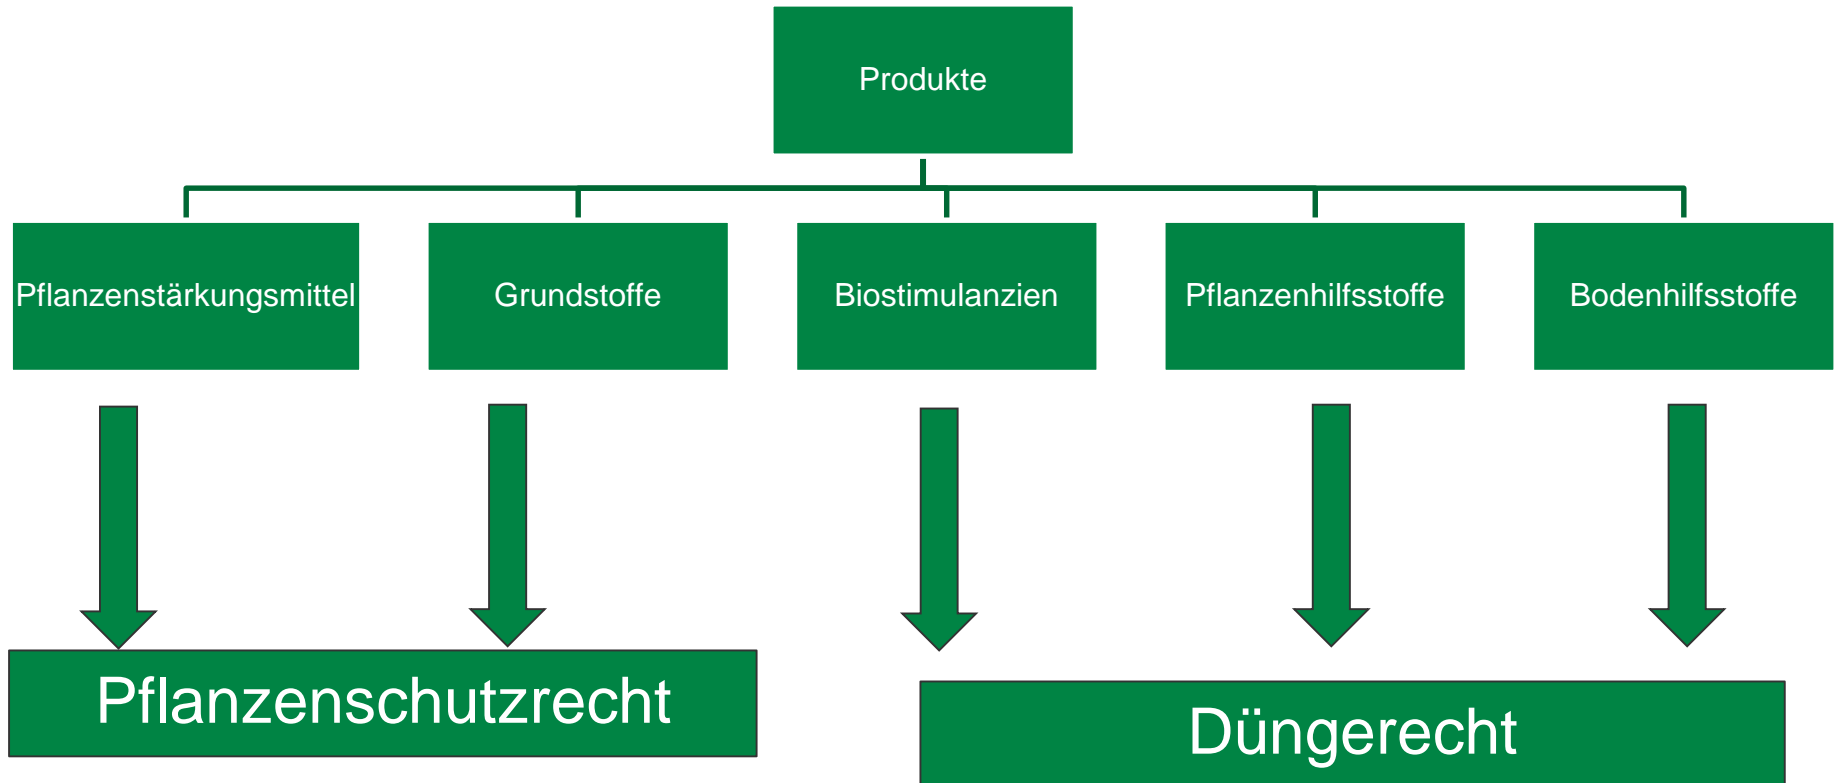 Produkte
Pflanzenstärkungsmittel
Grundstoffe
Biostimulanzien
Pflanzenhilfsstoffe
Bodenhilfsstoffe
Pflanzenschutzrecht
Düngerecht